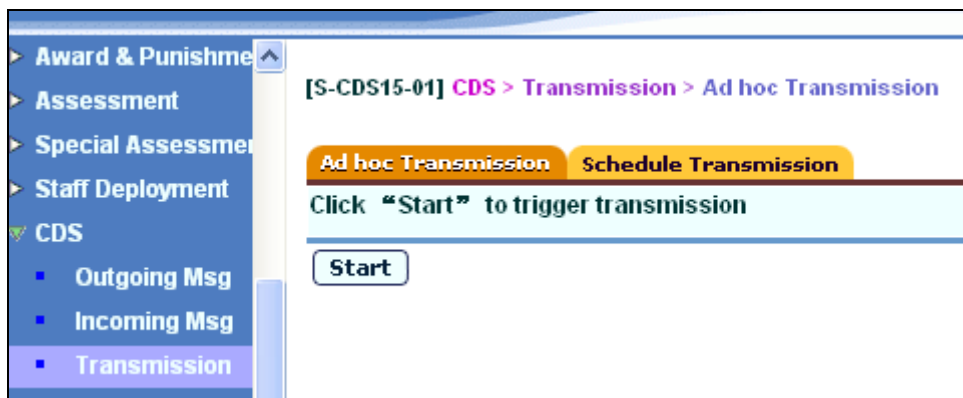 Award & Punishme
Assessment
Special Assessmen
Staff Deployment
CDS
Outgoing Msg
Incoming Msg
Transmission
[S-CDS15-01] CDS > Transmission > Ad hoc Transmission
Ad hoc Transmission
Schedule Transmission
Click “Start” to trigger transmission
Start